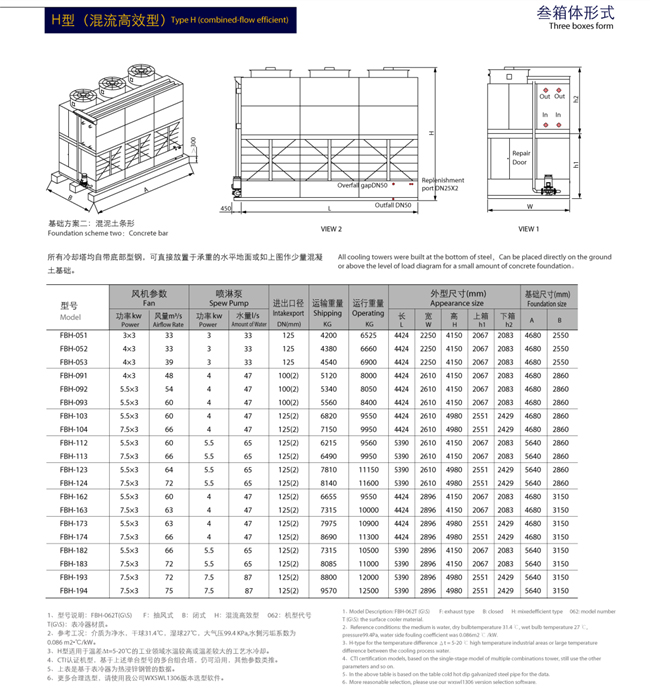 H型（混流高效型）Type H (combined-flow efficient)
叁箱体形式
Three boxes form
Out Out
In In
Repair
Door
h2
h1
H
W
L
450
300
A
B
Overfall gapDN50
Replenishment
port DN25X2
Outfall DN50
VIEW 2
VIEW 1
基础方案二：混泥土条形
Foundation scheme two：Concrete bar
所有冷却塔均自带底部型钢，可直接放置于承重的水平地面或如上图作少量混凝
土基础。
All cooling towers were built at the bottom of steel，Can be placed directly on the ground
or above the level of load diagram for a small amount of concrete foundation.
型号 风机参数 喷淋泵 进出口径 运输重量 运行重量 外型尺寸(mm) 基础尺寸(mm)
Model Fan Spew Pump Intakexport Shipping Operating Appearance size Foundation size
功率kw 风量m³/s 功率kw 水量l/s 长 宽 高 上箱 下箱 A B
Power Airflow Rate Power Amount of Water DN(mm) KG KG L W H h1 h2
FBH-051 3×3 33 3 33 125 4200 6525 4424 2250 4150 2067 2083 4680 2550
FBH-052 4×3 33 3 33 125 4380 6660 4424 2250 4150 2067 2083 4680 2550
FBH-053 4×3 39 3 33 125 4540 6900 4424 2250 4150 2067 2083 4680 2550
FBH-091 4×3 48 4 47 100(2) 5120 8000 4424 2610 4150 2067 2083 4680 2860
FBH-092 5.5×3 54 4 47 100(2) 5340 8050 4424 2610 4150 2067 2083 4680 2860
FBH-093 5.5×3 60 4 47 100(2) 5560 8400 4424 2610 4150 2067 2083 4680 2860
FBH-103 5.5×3 60 4 47 125(2) 6820 9550 4424 2610 4980 2551 2429 4680 2860
FBH-104 7.5×3 66 4 47 125(2) 7150 9950 4424 2610 4980 2551 2429 4680 2860
FBH-112 5.5×3 60 5.5 65 125(2) 6215 9560 5390 2610 4150 2067 2083 5640 2860
FBH-113 7.5×3 66 5.5 65 125(2) 6490 9950 5390 2610 4150 2067 2083 5640 2860
FBH-123 5.5×3 64 5.5 65 125(2) 7810 11150 5390 2610 4980 2551 2429 5640 2860
FBH-124 7.5×3 72 5.5 65 125(2) 8140 11600 5390 2610 4980 2551 2429 5640 2860
FBH-162 5.5×3 60 4 47 125(2) 6655 9550 4424 2896 4150 2067 2083 4680 3150
FBH-163 7.5×3 63 4 47 125(2) 7315 10000 4424 2896 4150 2067 2083 4680 3150
FBH-173 5.5×3 63 4 47 125(2) 7975 10900 4424 2896 4980 2551 2429 4680 3150
FBH-174 7.5×3 66 4 47 125(2) 8690 11300 4424 2896 4980 2551 2429 4680 3150
FBH-182 5.5×3 66 5.5 65 125(2) 7315 10500 5390 2896 4150 2067 2083 5640 3150
FBH-183 7.5×3 72 5.5 65 125(2) 8085 11000 5390 2896 4150 2067 2083 5640 3150
FBH-193 7.5×3 72 7.5 87 125(2) 8800 12000 5390 2896 4980 2551 2429 5640 3150
FBH-194 7.5×3 75 7.5 87 125(2) 9570 12500 5390 2896 4980 2551 2429 5640 3150
1、型号说明：FBH-062T(G\S) F：抽风式 B：闭式 H：混流高效型 062：机型代号
T(G\S)：表冷器材质。
2、参考工况：介质为净水，干球31.4℃，湿球27℃，大气压99.4 KPa,水侧污垢系数为
0.086 m2•℃/kW。
3、H型适用于温差Δt=5-20℃的工业领域水温较高或温差较大的工艺水冷却。
4、CTI认证机型，基于上述单台型号的多台组合塔，仍可沿用，其他参数类推。
5、上表是基于表冷器为热浸锌钢管的数据。
6、更多合理选型，请使用我公司WXSWL1306版本选型软件。
1、Model Description: FBH-062T (G\S) F: exhaust type B: closed H: mixedefficient type 062: model number
T (G\S): the surface cooler material.
2、Reference conditions: the medium is water, dry bulbtemperature 31.4 ℃, wet bulb temperature 27 ℃,
pressure99.4KPa, water side fouling coefficient was 0.086m2 ℃ /kW.
3、H-type for the temperature difference △t = 5-20 ℃ high temperature industrial areas or large temperature
difference between the cooling process water.
4、CTI certification models, based on the single-stage model of multiple combinations tower, still use the other
parameters and so on.
5、In the above table is based on the table cold hot dip galvanized steel pipe for the data.
6、More reasonable selection, please use our wxswl1306 version selection software.